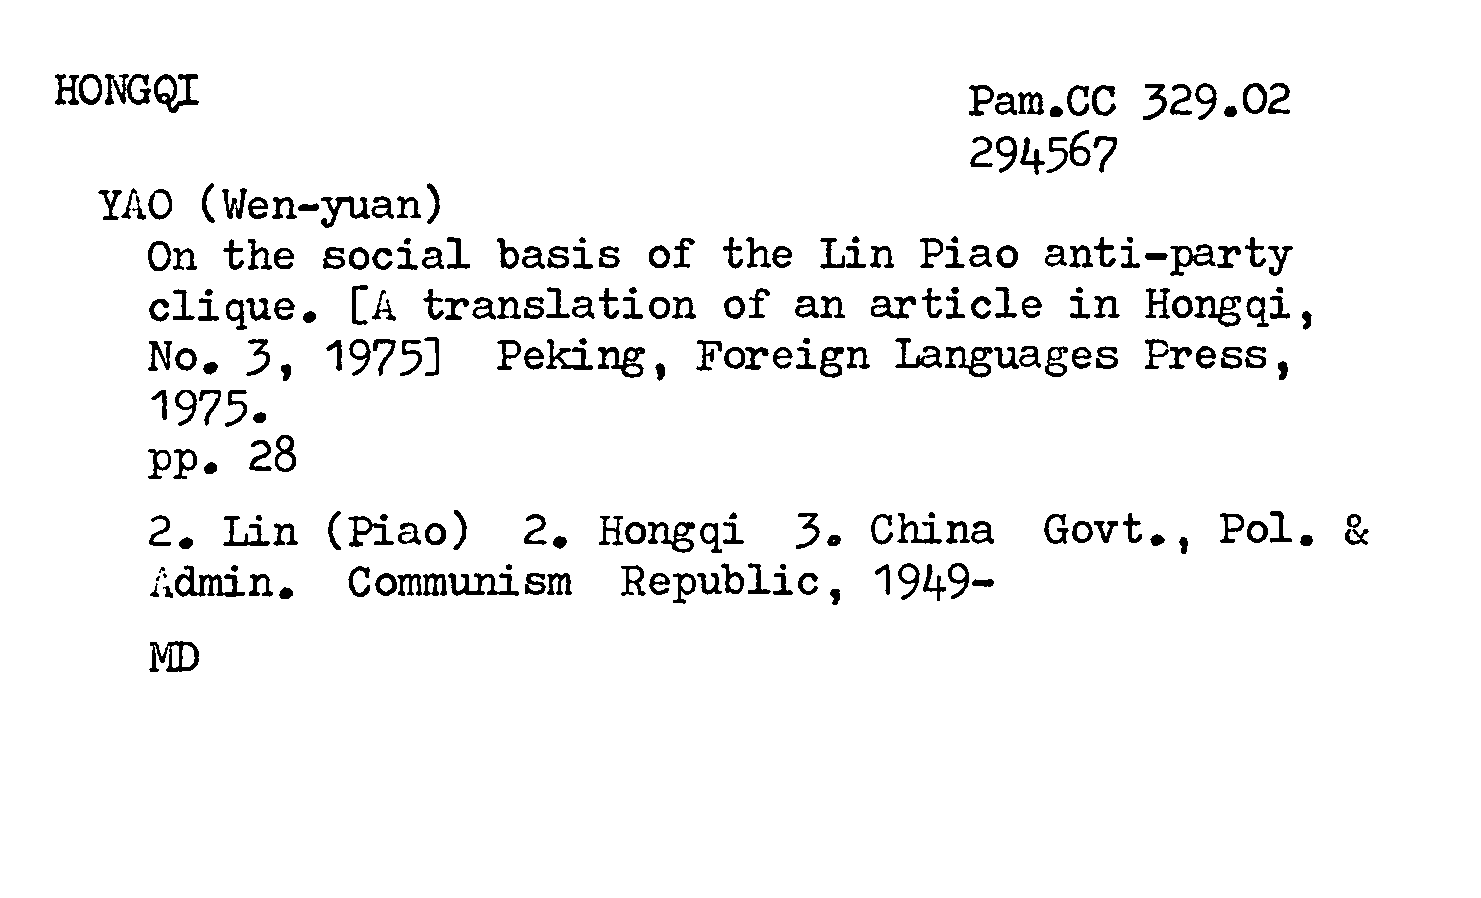 HONGQI
Pam.CC 329.02
294567
YAO (Wen-yuan)
On the social basis of the Lin Piao anti-party
clique. [A translation of an article in Hongqi,
No. 3, 1975] Peking, Foreign Languages Press,
1975.
pp. 28
2. Lin (Piao) 2. Hongqi 3. China Govt., Pol. &
Admin. Communism Republic, 1949-
MD